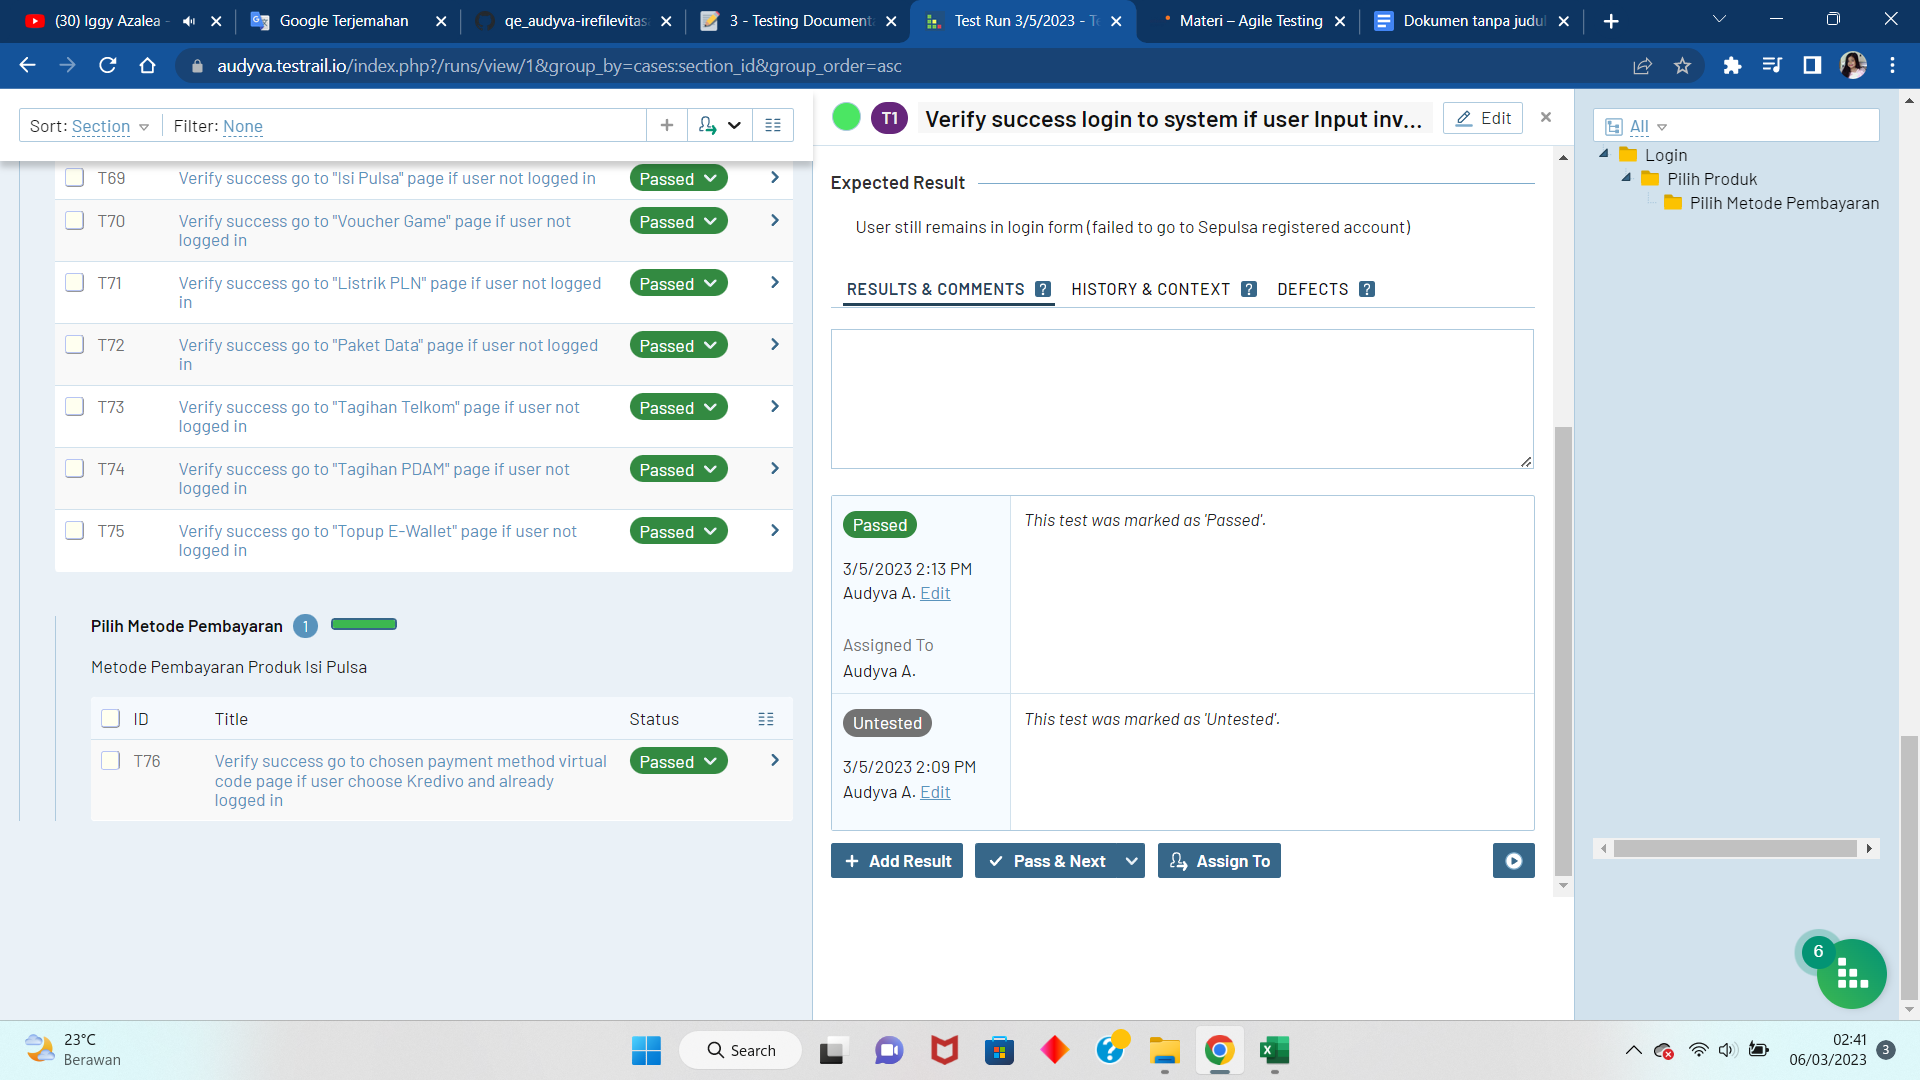 (30) Iggy Azalea -
Google Terjemahan
qe_audyva-irefilevitasa
3 - Testing Documenta
Test Run 3/5/2023 - Te
Materi – Agile Testing
Dokumen tanpa judul
audyva.testrail.io/index.php?/runs/view/1&group_by=cases:section_id&group_order=asc
Sort: Section
Filter: None
T69 Verify success go to "Isi Pulsa" page if user not logged in Passed
T70 Verify success go to "Voucher Game" page if user not Passed
logged in
T71 Verify success go to "Listrik PLN" page if user not logged Passed
in
T72 Verify success go to "Paket Data" page if user not logged Passed
in
T73 Verify success go to "Tagihan Telkom" page if user not Passed
logged in
T74 Verify success go to "Tagihan PDAM" page if user not Passed
logged in
T75 Verify success go to "Topup E-Wallet" page if user not Passed
logged in
Pilih Metode Pembayaran 1
Metode Pembayaran Produk Isi Pulsa
ID Title Status
T76 Verify success go to chosen payment method virtual Passed
code page if user choose Kredivo and already
logged in
T1 Verify success login to system if user Input inv... Edit
Expected Result
User still remains in login form (failed to go to Sepulsa registered account)
RESULTS & COMMENTS ? HISTORY & CONTEXT ? DEFECTS ?
Passed
This test was marked as 'Passed'.
3/5/2023 2:13 PM
Audyva A. Edit
Assigned To
Audyva A.
Untested
This test was marked as 'Untested'.
3/5/2023 2:09 PM
Audyva A. Edit
Add Result
Pass & Next
Assign To
All
Login
Pilih Produk
Pilih Metode Pembayaran
6
23°C
Berawan
Search
02:41
06/03/2023
3